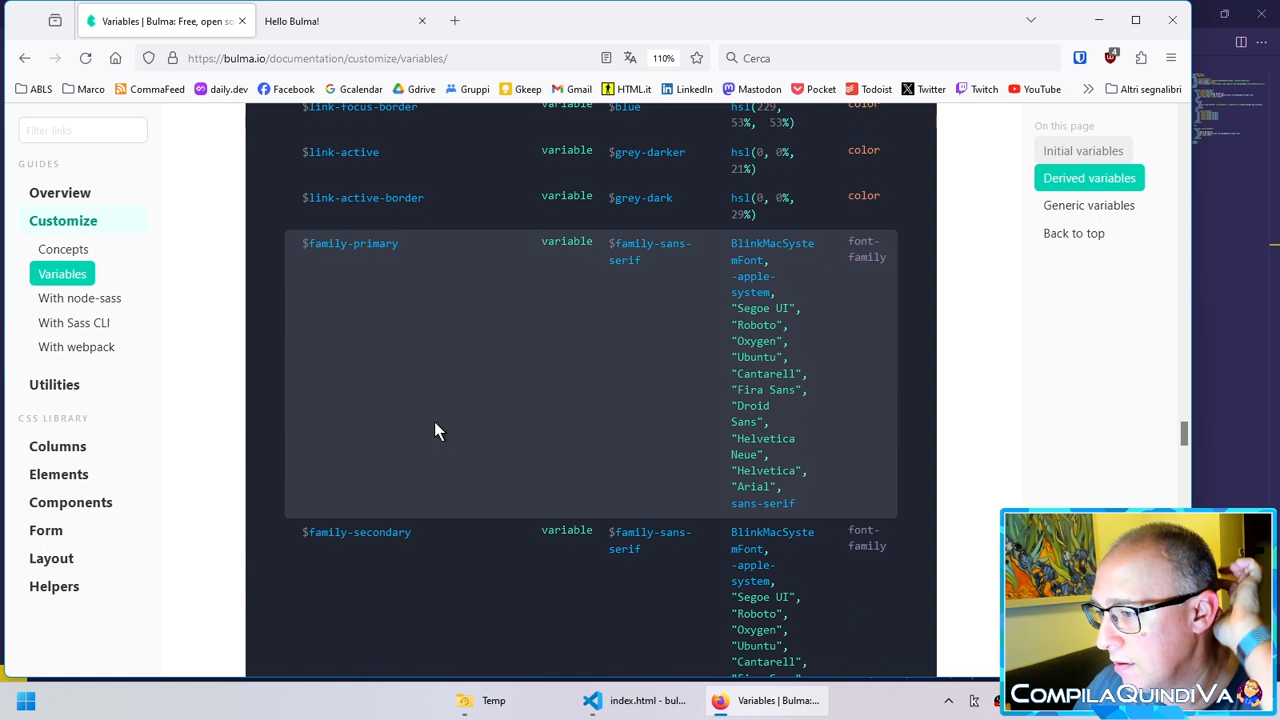 Variables | Bulma: Free, open so
Hello Bulma!
https://bulma.io/documentation/customize/variables/
110%
Cerca
4
ABLS
Marco
CommaFeed
daily.dev
Facebook
Gcalendar
Gdrive
Gruppi
Gmail
HTML.it
LinkedIn
Mastodon
Pocket
Todoist
Twitter
Twitch
YouTube
Altri segnalibri
Filter links
GUIDES
Overview
Customize
Concepts
Variables
With node-sass
With Sass CLI
With webpack
Utilities
CSS LIBRARY
Columns
Elements
Components
Form
Layout
Helpers
$link-focus-border
variable
$blue
hsl(229,
53%, 53%)
color
$link-active
variable
$grey-darker
hsl(0, 0%,
21%)
color
$link-active-border
variable
$grey-dark
hsl(0, 0%,
29%)
color
$family-primary
variable
$family-sans-
serif
BlinkMacSyste
mFont,
-apple-
system,
"Segoe UI",
"Roboto",
"Oxygen",
"Ubuntu",
"Cantarell",
"Fira Sans",
"Droid
Sans",
"Helvetica
Neue",
"Helvetica",
"Arial",
sans-serif
font-
family
$family-secondary
variable
$family-sans-
serif
BlinkMacSyste
mFont,
-apple-
system,
"Segoe UI",
"Roboto",
"Oxygen",
"Ubuntu",
"Cantarell",
font-
family
On this page
Initial variables
Derived variables
Generic variables
Back to top
COMPILAQUINDIVA
Temp
index.html - bul...
Variables | Bulma:...